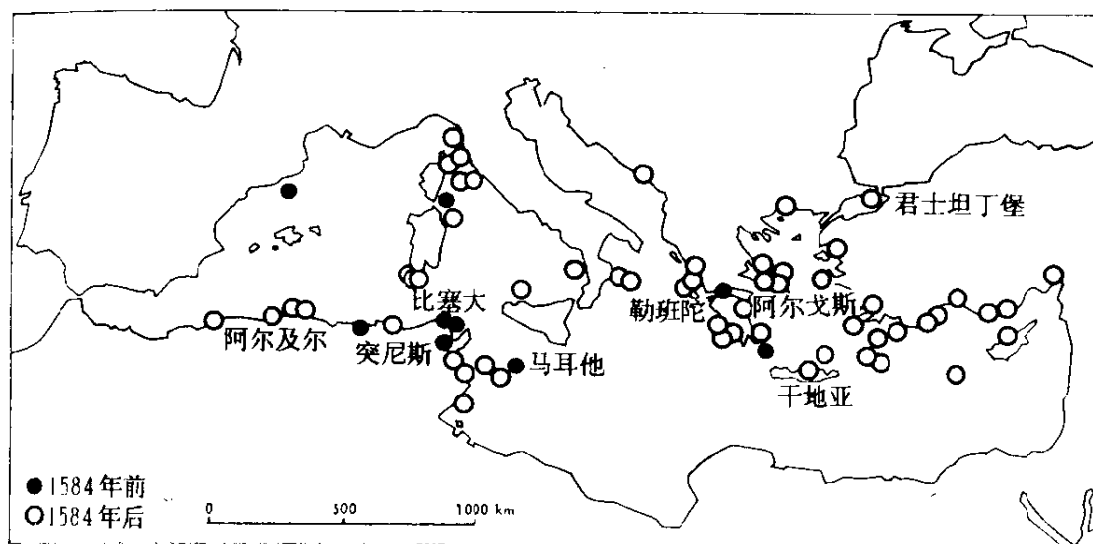 君士坦丁堡
比塞大
勒班陀
阿尔戈斯
阿尔及尔
突尼斯
马耳他
干地亚
1584年前
1584年后
0 500 1000 km